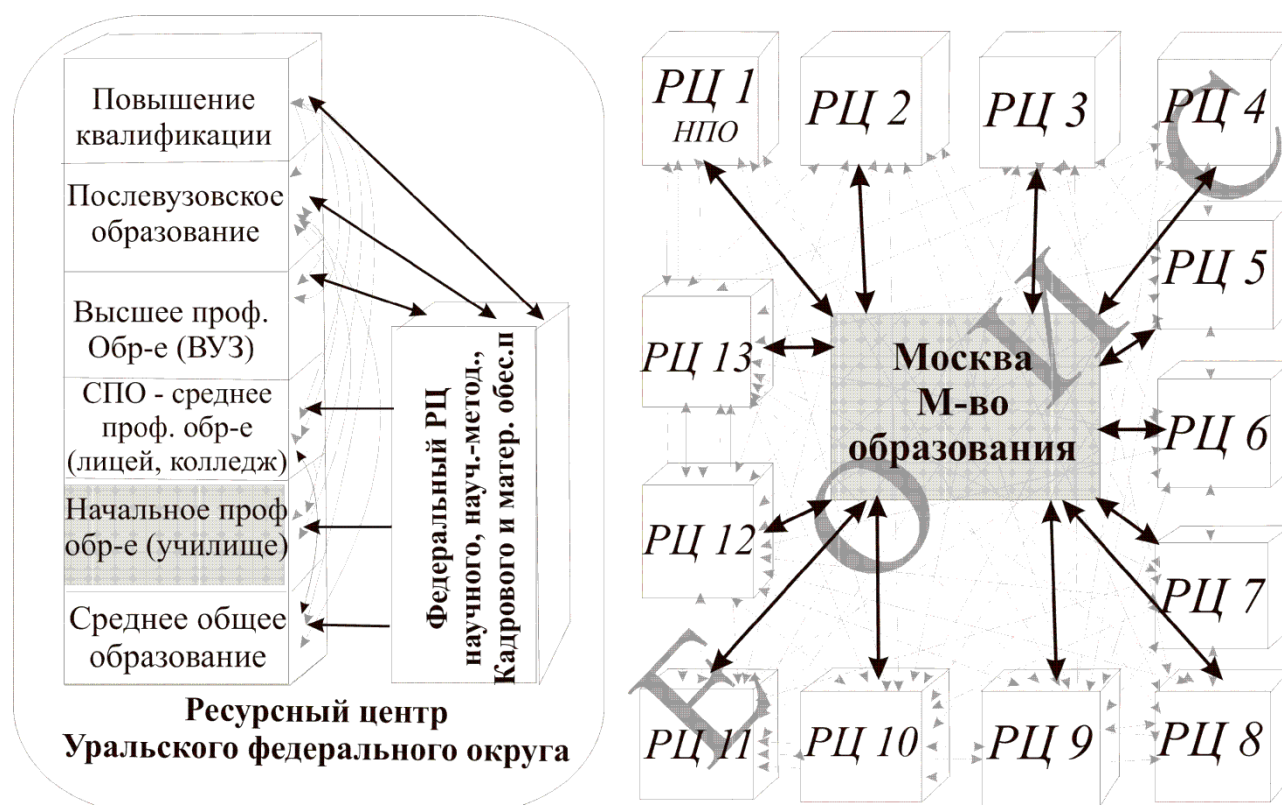 Повышение
квалификации
Послевузовское
образование
Высшее проф.
Обр-е (ВУЗ)
СПО - среднее
проф. обр-е
(лицей, колледж)
Начальное проф
обр-е (училище)
Среднее общее
образование
Федеральный РЦ
научного, науч.-метод.,
Кадрового и матер. обес.п
Ресурсный центр
Уральского федерального округа
РЦ 1
НПО
РЦ 2
РЦ 3
РЦ 4
РЦ 5
РЦ 6
РЦ 7
РЦ 8
РЦ 9
РЦ 10
РЦ 11
РЦ 12
РЦ 13
Москва
М-во
образования
ЕОИС